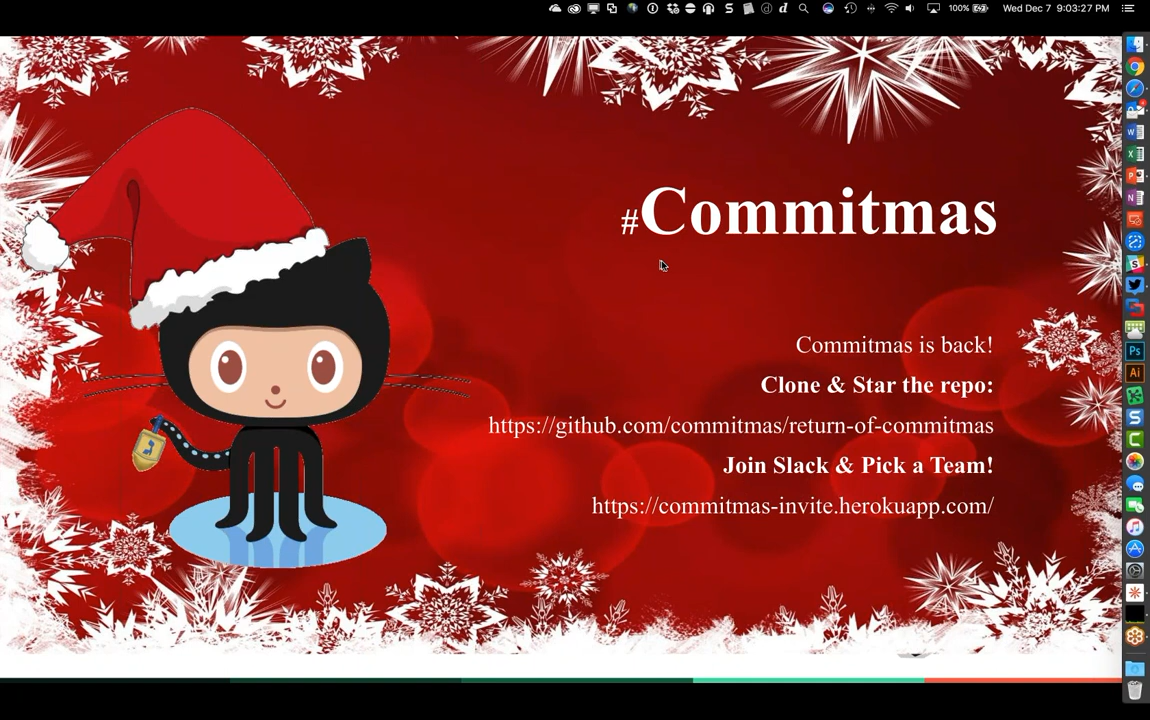 100%
Wed Dec 7 9:03:27 PM
#Commitmas
Commitmas is back!
Clone & Star the repo:
https://github.com/commitmas/return-of-commitmas
Join Slack & Pick a Team!
https://commitmas-invite.herokuapp.com/